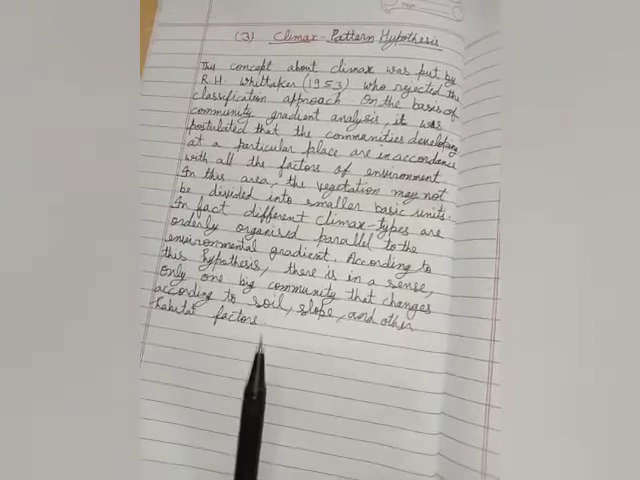 (3) Climax-Pattern Hypothesis
This concept about climax was put by
R.H. Whittaker (1953) who rejected the
classification approach. On the basis of
community gradient analysis, it was
postulated that the communities developing
at a particular place are in accordance
with all the factors of environment
In this area, the vegetation may not
be divided into smaller basic units.
In fact different climax-types are
orderly organised parallel to the
environmental gradient. According to
this hypothesis, there is in a sense,
only one big community that changes
according to soil, slope, and other
habitat factors.